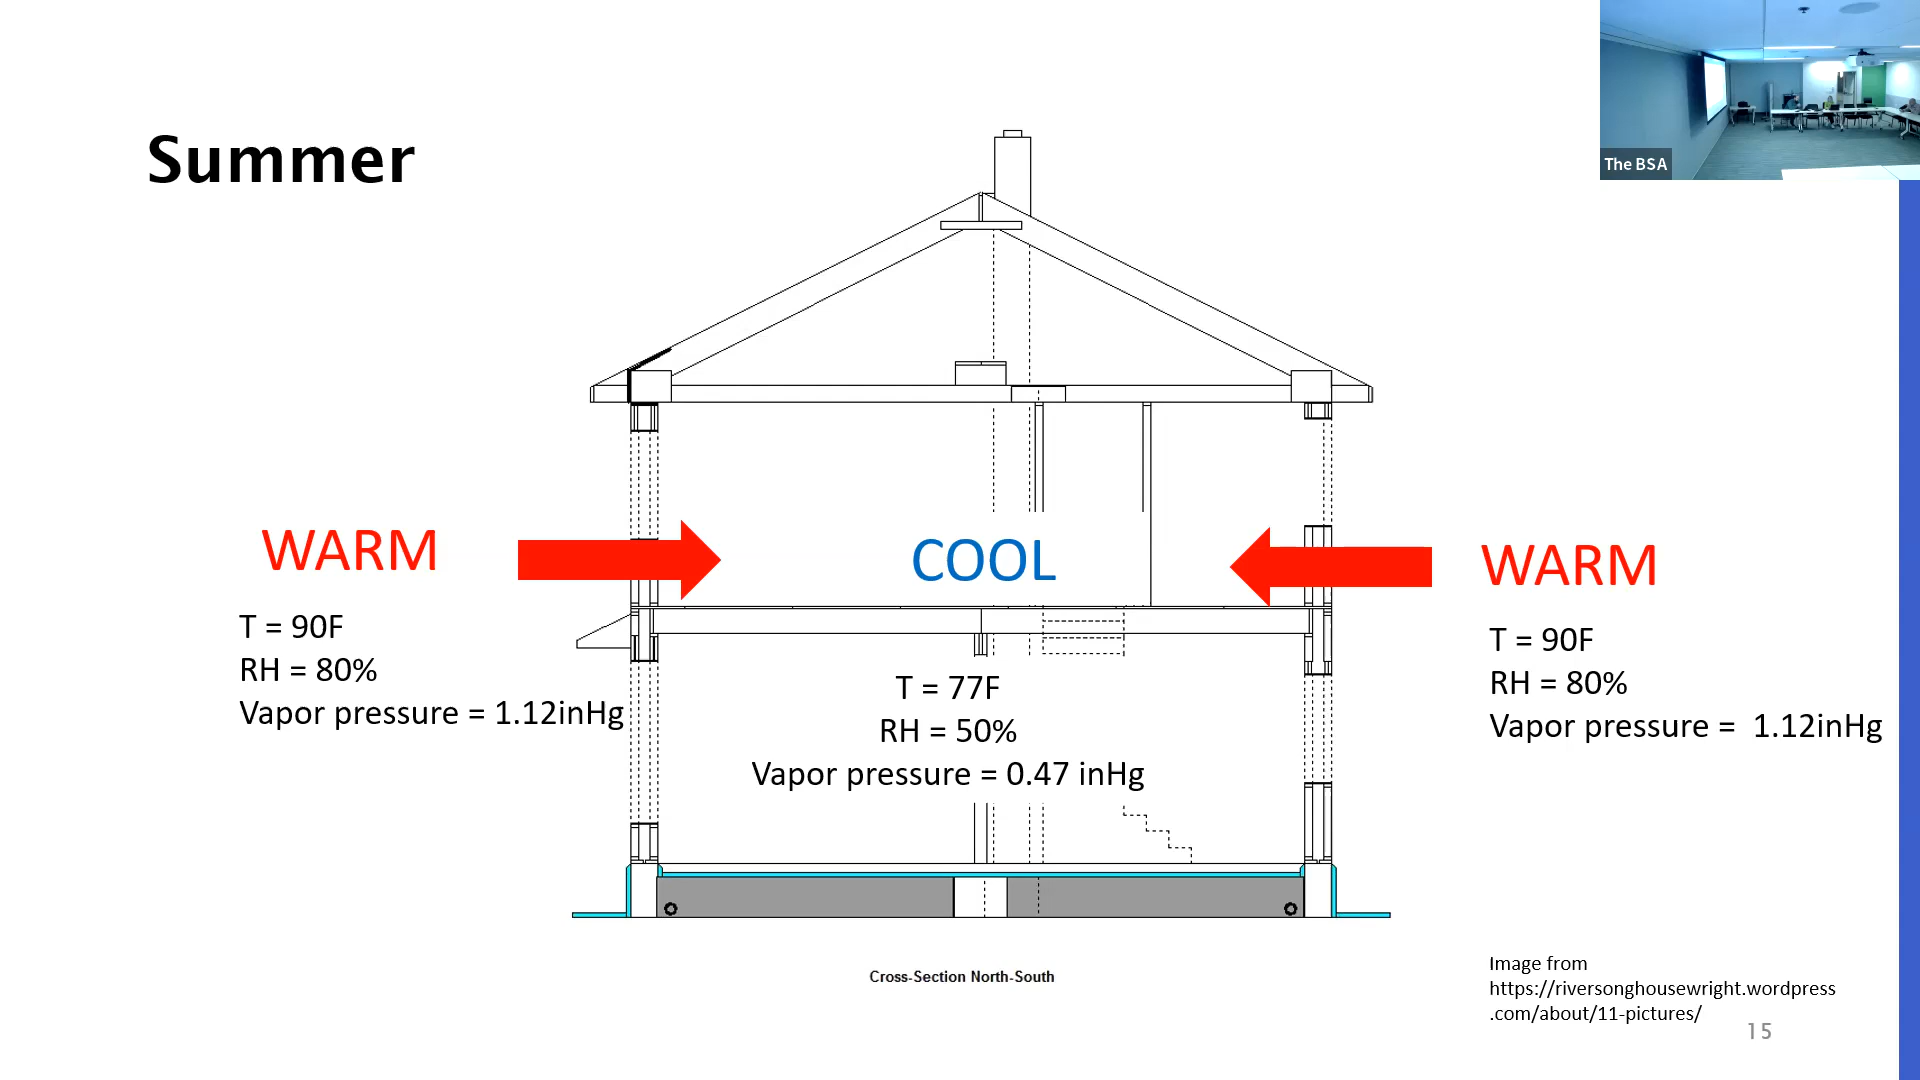 The BSA
Summer
WARM
COOL
WARM
T = 90F
RH = 80%
Vapor pressure = 1.12inHg
T = 77F
RH = 50%
Vapor pressure = 0.47 inHg
T = 90F
RH = 80%
Vapor pressure =  1.12inHg
Cross-Section North-South
Image from
https://riversonghousewright.wordpress
.com/about/11-pictures/
15